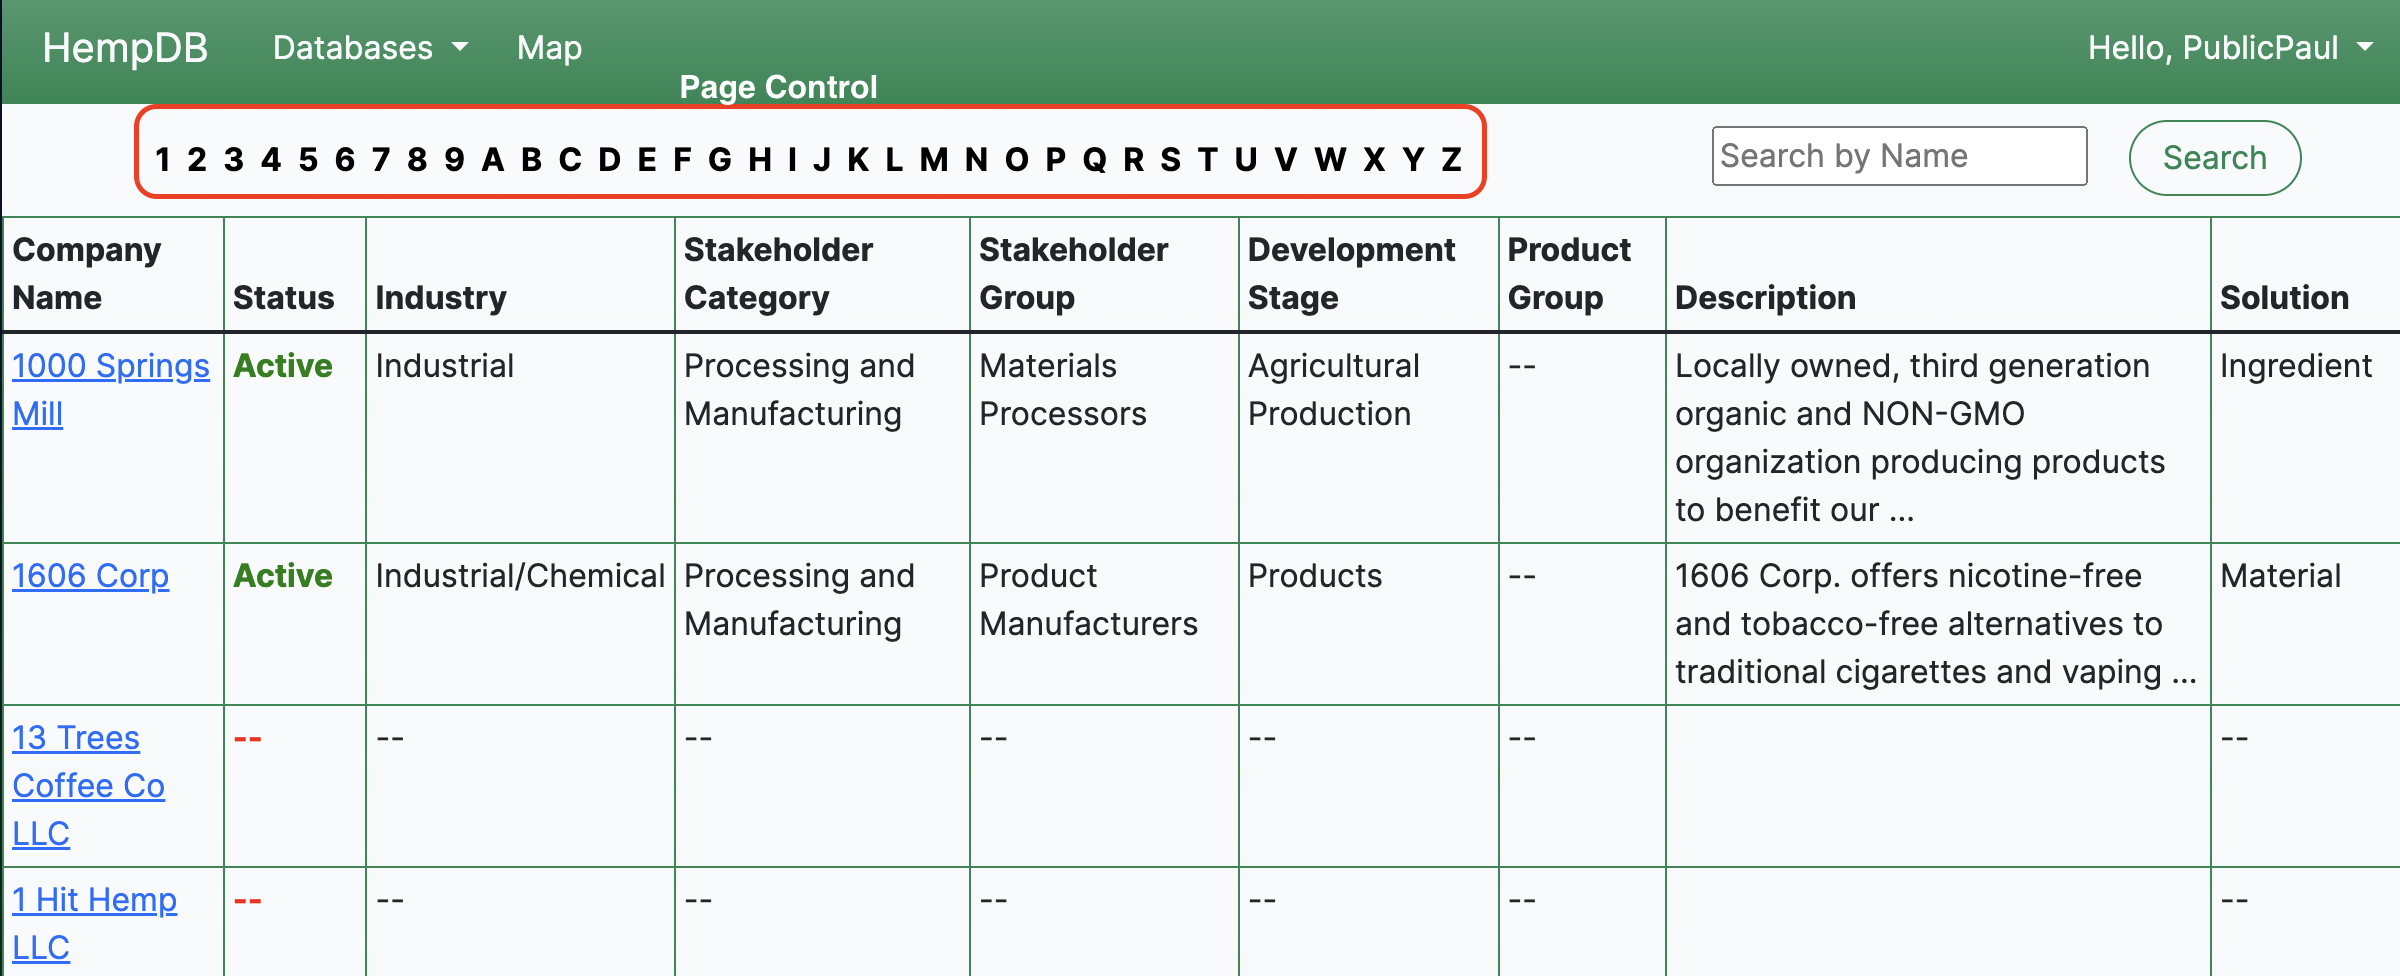 HempDB Databases Map Hello, PublicPaul
Page Control
1 2 3 4 5 6 7 8 9 A B C D E F G H I J K L M N O P Q R S T U V W X Y Z Search by Name Search
Company Name Status Industry Stakeholder Category Stakeholder Group Development Stage Product Group Description Solution
1000 Springs Active Industrial Processing and Materials Agricultural -- Locally owned, third generation Ingredient
Mill Manufacturing Processors Production organic and NON-GMO
organization producing products
to benefit our ...
1606 Corp Active Industrial/Chemical Processing and Product Products -- 1606 Corp. offers nicotine-free Material
Manufacturing Manufacturers and tobacco-free alternatives to
traditional cigarettes and vaping ...
13 Trees -- -- -- -- -- -- --
Coffee Co
LLC
1 Hit Hemp -- -- -- -- -- -- --
LLC